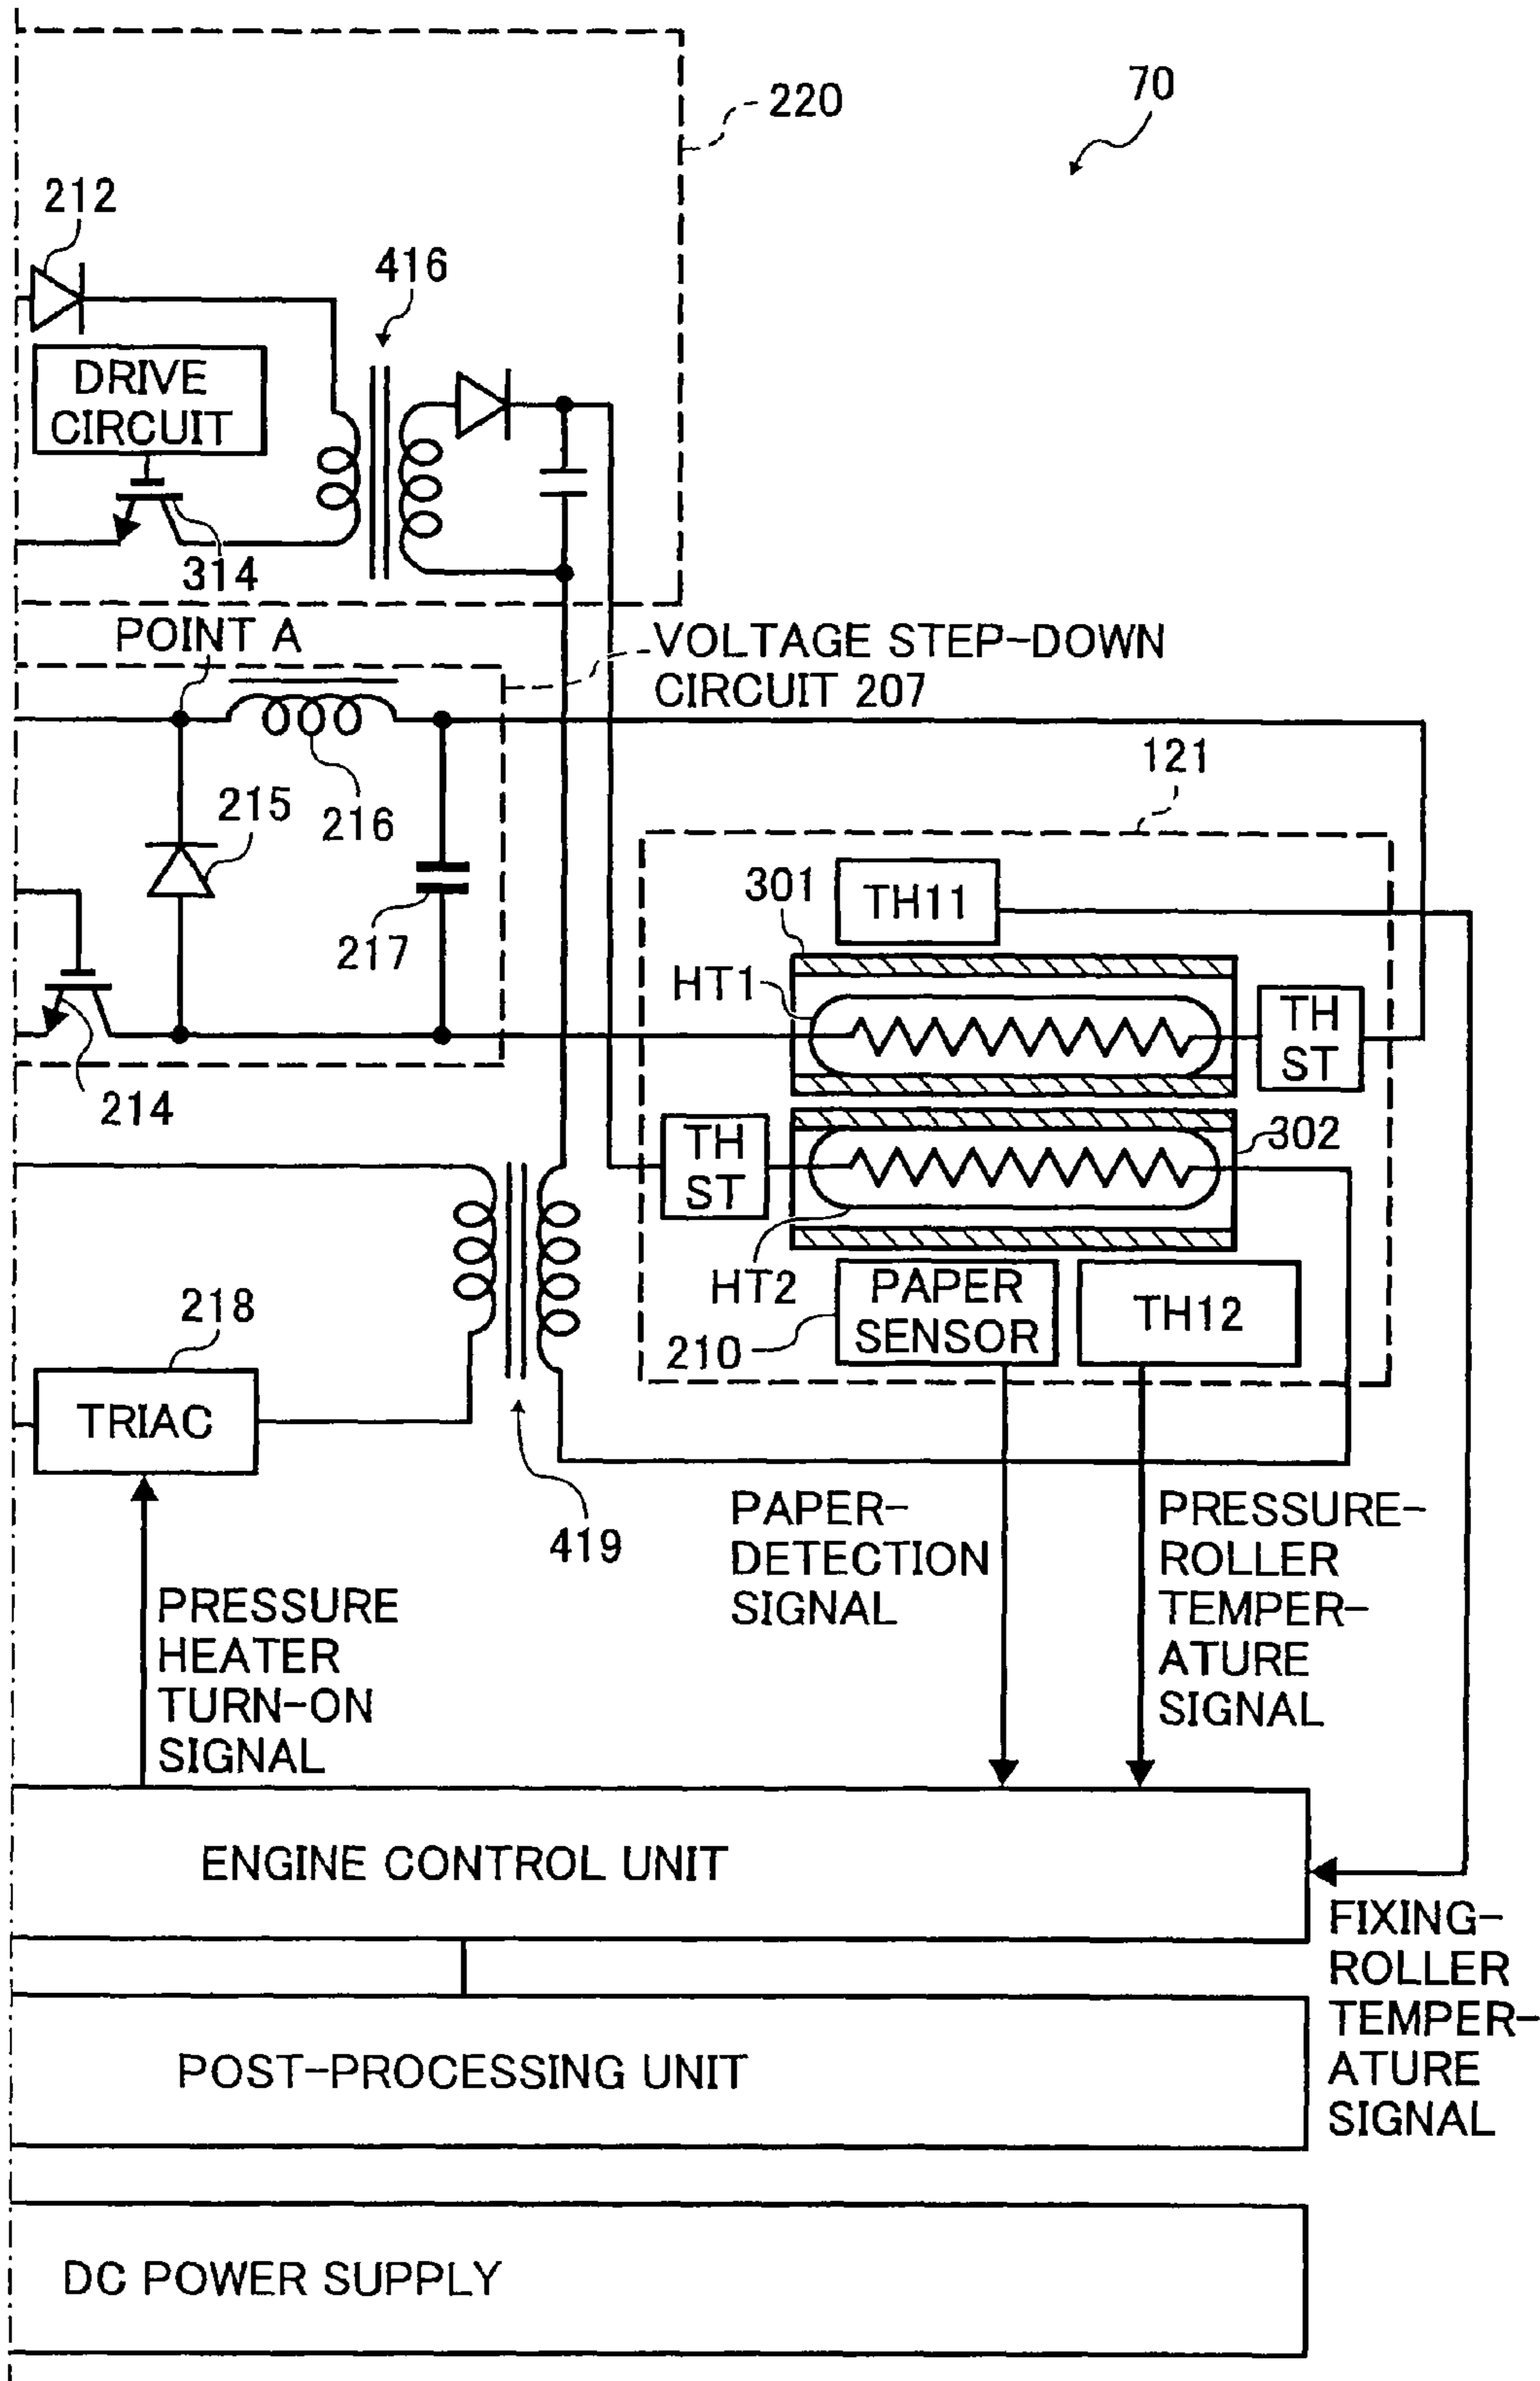 70
220
212
416
DRIVE
CIRCUIT
314
POINT A
VOLTAGE STEP-DOWN
CIRCUIT 207
121
216
215
217
301
TH11
HT1
TH
ST
214
302
TH
ST
HT2
PAPER
SENSOR
210
TH12
218
TRIAC
419
PAPER-
DETECTION
SIGNAL
PRESSURE-
ROLLER
TEMPER-
ATURE
SIGNAL
PRESSURE
HEATER
TURN-ON
SIGNAL
ENGINE CONTROL UNIT
FIXING-
ROLLER
TEMPER-
ATURE
SIGNAL
POST-PROCESSING UNIT
DC POWER SUPPLY